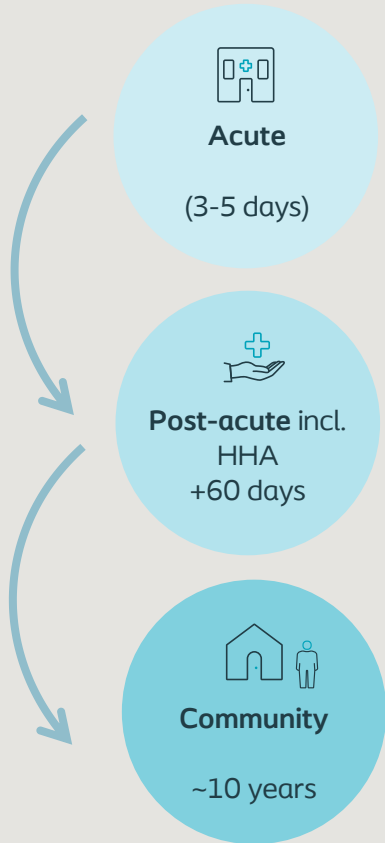 Acute
(3-5 days)
Post-acute incl.
HHA
+60 days
Community
~10 years